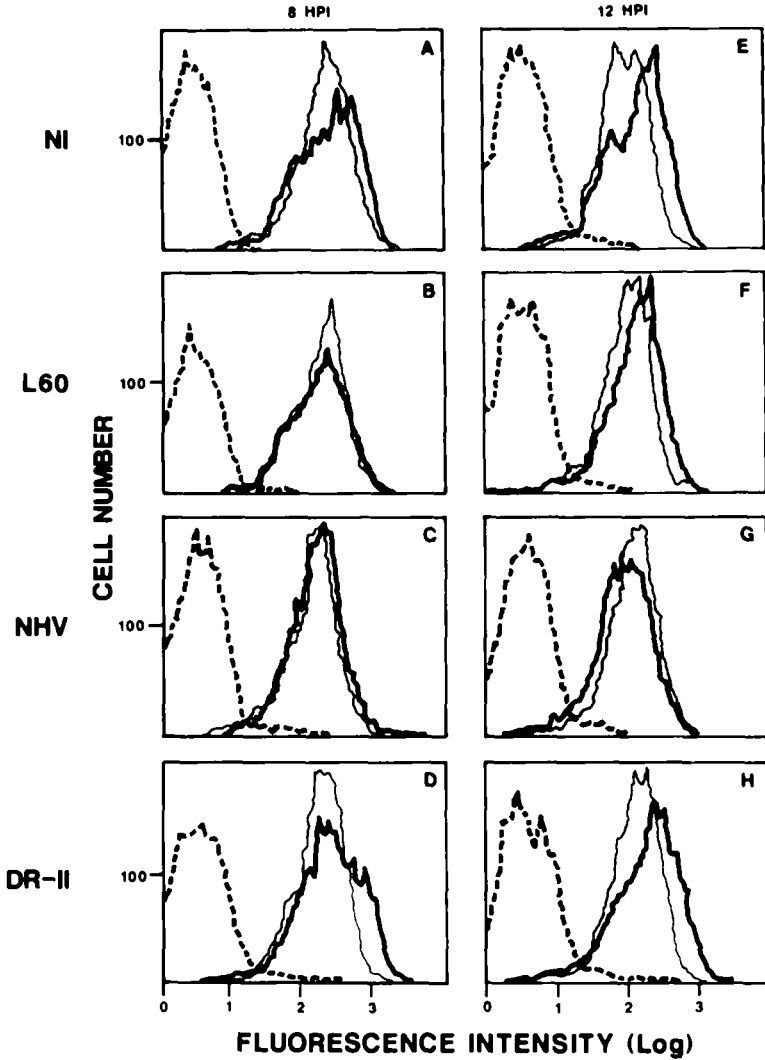 8 HPI 12 HPI
A E
NI 100
B F
L60 100
CELL NUMBER
C G
NHV 100
D H
DR-II 100
0 1 2 3 0 1 2 3
FLUORESCENCE INTENSITY (Log)